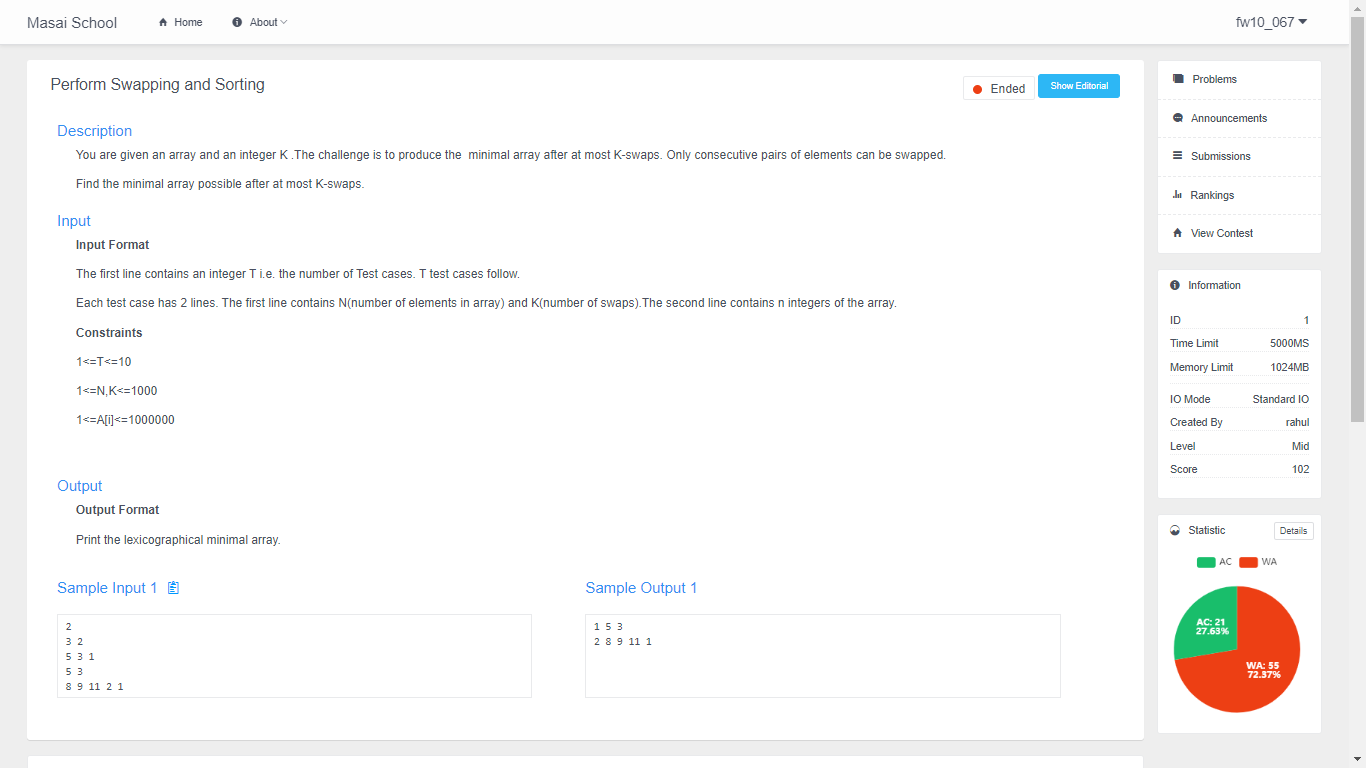 Masai School
Home
About
fw10_067
Perform Swapping and Sorting
Ended
Show Editorial
Description
You are given an array and an integer K .The challenge is to produce the  minimal array after at most K-swaps. Only consecutive pairs of elements can be swapped.
Find the minimal array possible after at most K-swaps.
Input
Input Format
The first line contains an integer T i.e. the number of Test cases. T test cases follow.
Each test case has 2 lines. The first line contains N(number of elements in array) and K(number of swaps).The second line contains n integers of the array.
Constraints
1<=T<=10
1<=N,K<=1000
1<=A[i]<=1000000
Output
Output Format
Print the lexicographical minimal array.
Sample Input 1
2
3 2
5 3 1
5 3
8 9 11 2 1
Sample Output 1
1 5 3
2 8 9 11 1
Problems
Announcements
Submissions
Rankings
View Contest
Information
ID 1
Time Limit 5000MS
Memory Limit 1024MB
IO Mode Standard IO
Created By rahul
Level Mid
Score 102
Statistic
Details
AC WA
AC: 21
27.63%
WA: 55
72.37%